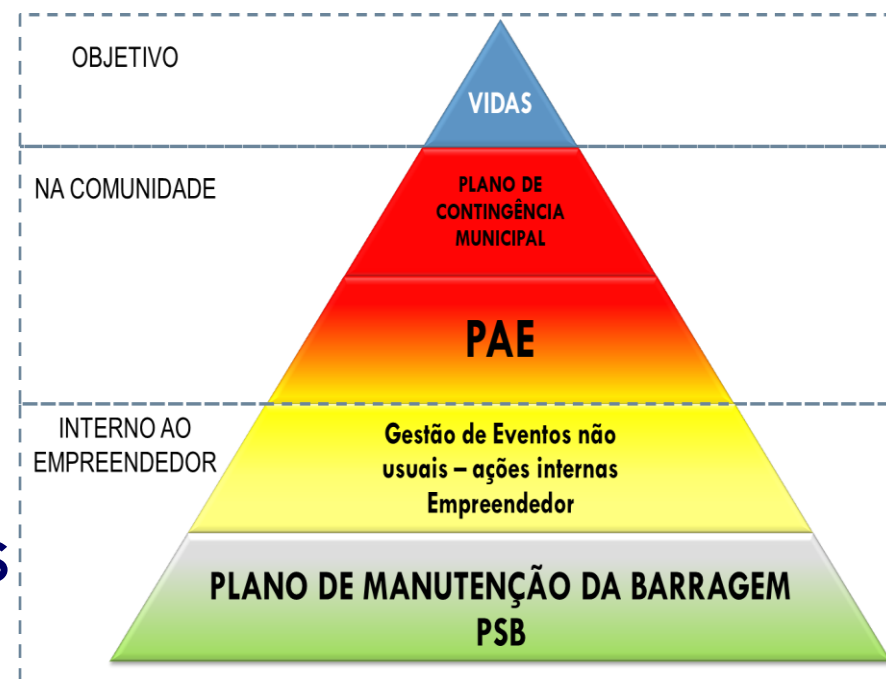 OBJETIVO
VIDAS
NA COMUNIDADE
PLANO DE
CONTINGÊNCIA
MUNICIPAL
PAE
INTERNO AO
EMPREENDEDOR
Gestão de Eventos não
usuais – ações internas
Empreendedor
S
PLANO DE MANUTENÇÃO DA BARRAGEM
PSB